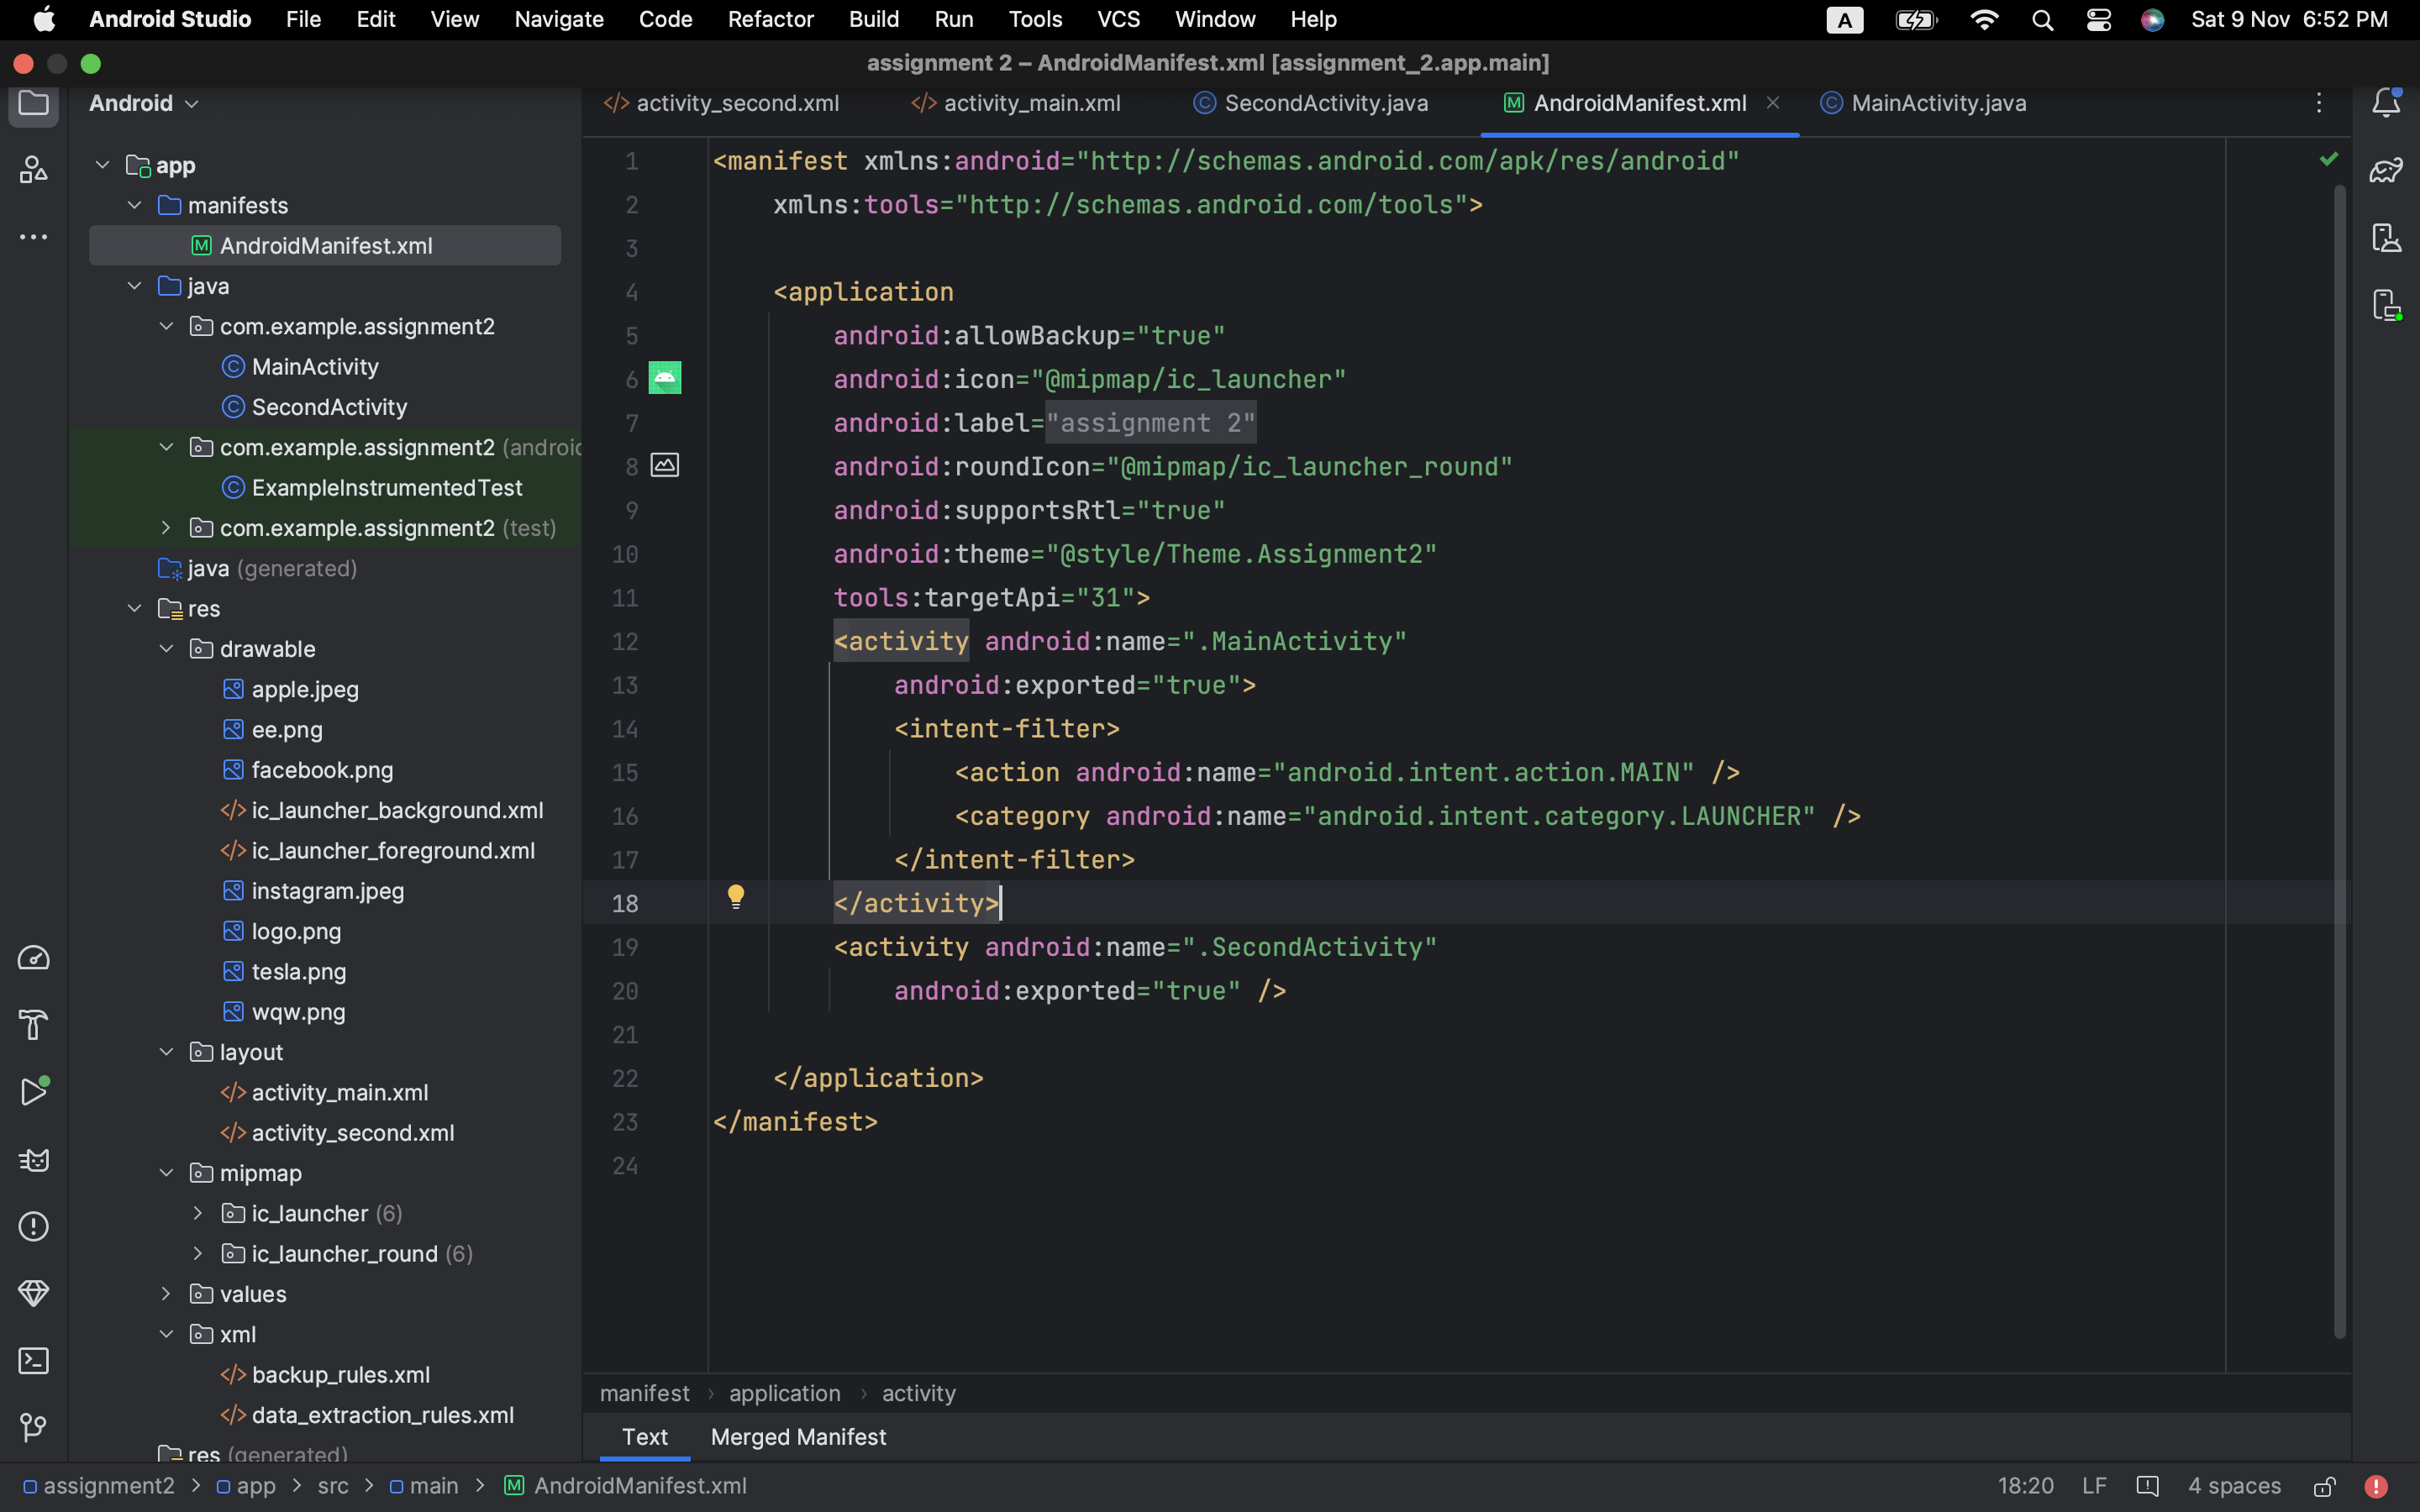 Android Studio File Edit View Navigate Code Refactor Build Run Tools VCS Window Help A Sat 9 Nov 6:52 PM
assignment 2 – AndroidManifest.xml [assignment_2.app.main]
Android
activity_second.xml activity_main.xml SecondActivity.java AndroidManifest.xml MainActivity.java
app
manifests
AndroidManifest.xml
java
com.example.assignment2
MainActivity
SecondActivity
com.example.assignment2 (androi
ExampleInstrumentedTest
com.example.assignment2 (test)
java (generated)
res
drawable
apple.jpeg
ee.png
facebook.png
ic_launcher_background.xml
ic_launcher_foreground.xml
instagram.jpeg
logo.png
tesla.png
wqw.png
layout
activity_main.xml
activity_second.xml
mipmap
ic_launcher (6)
ic_launcher_round (6)
values
xml
backup_rules.xml
data_extraction_rules.xml
res (generated)
1 <manifest xmlns:android="http://schemas.android.com/apk/res/android"
2 xmlns:tools="http://schemas.android.com/tools">
3
4 <application
5 android:allowBackup="true"
6 android:icon="@mipmap/ic_launcher"
7 android:label="assignment 2"
8 android:roundIcon="@mipmap/ic_launcher_round"
9 android:supportsRtl="true"
10 android:theme="@style/Theme.Assignment2"
11 tools:targetApi="31">
12 <activity android:name=".MainActivity"
13 android:exported="true">
14 <intent-filter>
15 <action android:name="android.intent.action.MAIN" />
16 <category android:name="android.intent.category.LAUNCHER" />
17 </intent-filter>
18 </activity>
19 <activity android:name=".SecondActivity"
20 android:exported="true" />
21
22 </application>
23 </manifest>
24
manifest › application › activity
Text Merged Manifest
assignment2 > app > src > main > AndroidManifest.xml 18:20 LF 4 spaces